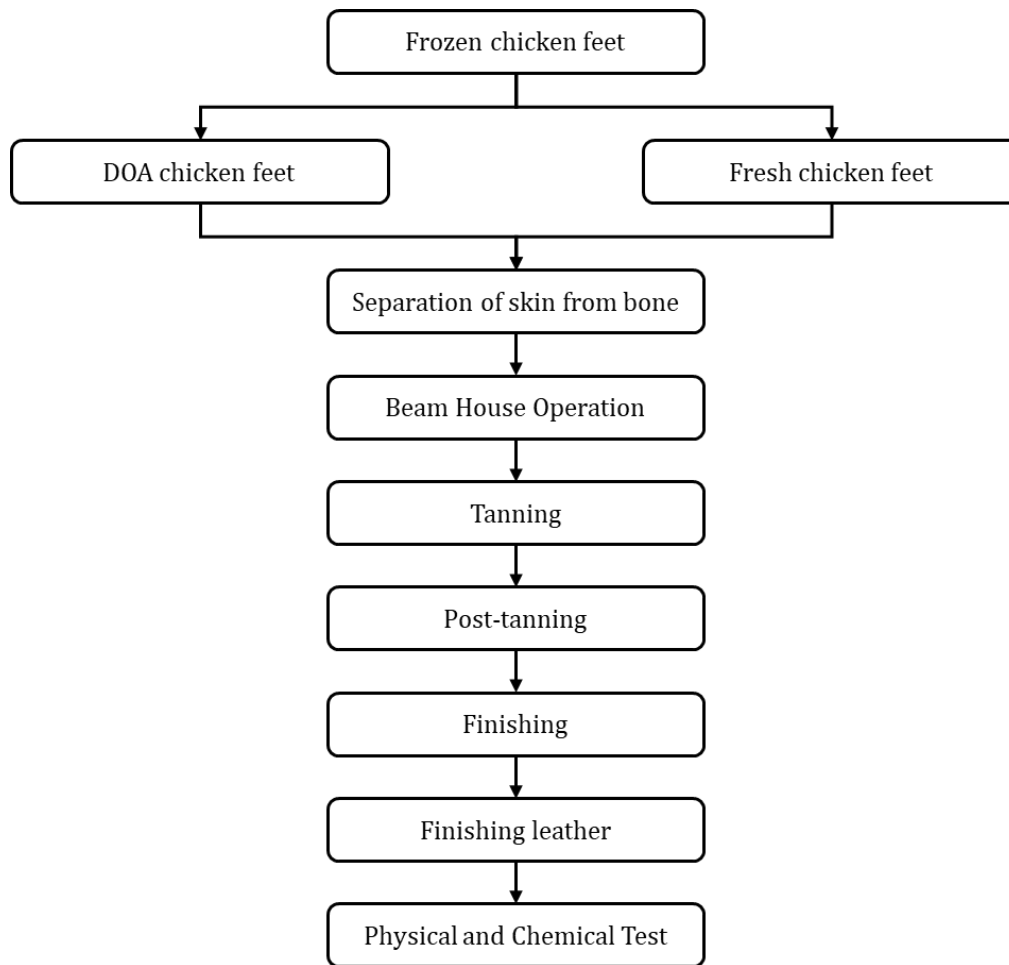 Frozen chicken feet
DOA chicken feet
Fresh chicken feet
Separation of skin from bone
Beam House Operation
Tanning
Post-tanning
Finishing
Finishing leather
Physical and Chemical Test